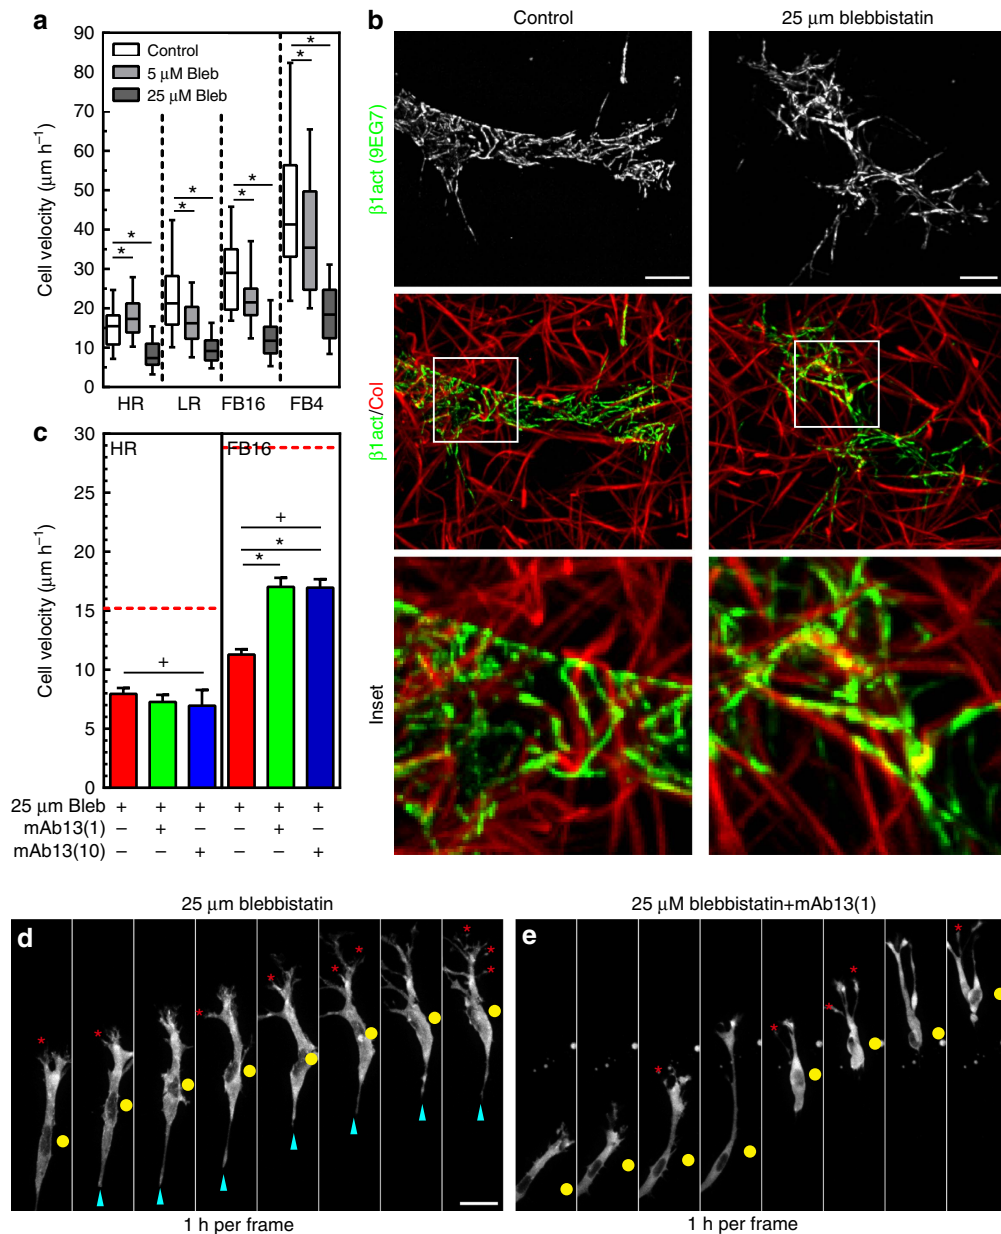 a
90
80
70
60
50
40
30
20
10
0
Cell velocity (μm h⁻¹)
Control
5 μM Bleb
25 μM Bleb
* * * * * * * *
HR LR FB16 FB4
b
Control
25 μm blebbistatin
β1act (9EG7)
β1act/Col
Inset
c
30
25
20
15
10
5
0
Cell velocity (μm h⁻¹)
HR
FB16
+
+
*
*
25 μm Bleb + + + + + +
mAb13(1) – + – – + –
mAb13(10) – – + – – +
d
25 μm blebbistatin
* * * * * * * * * *
1 h per frame
e
25 μM blebbistatin+mAb13(1)
* * * * *
1 h per frame